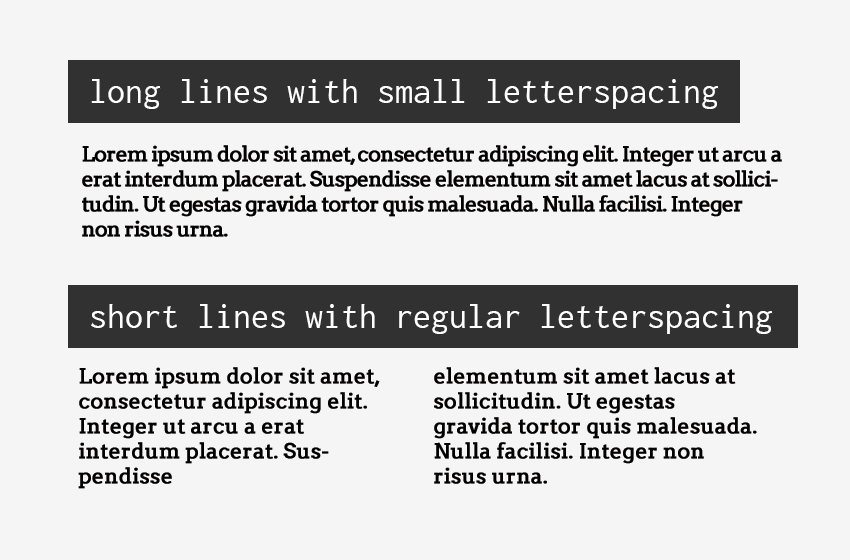 long lines with small letterspacing
Lorem ipsum dolor sit amet, consectetur adipiscing elit. Integer ut arcu a
erat interdum placerat. Suspendisse elementum sit amet lacus at sollici-
tudin. Ut egestas gravida tortor quis malesuada. Nulla facilisi. Integer
non risus urna.
short lines with regular letterspacing
Lorem ipsum dolor sit amet,
consectetur adipiscing elit.
Integer ut arcu a erat
interdum placerat. Sus-
pendisse
elementum sit amet lacus at
sollicitudin. Ut egestas
gravida tortor quis malesuada.
Nulla facilisi. Integer non
risus urna.